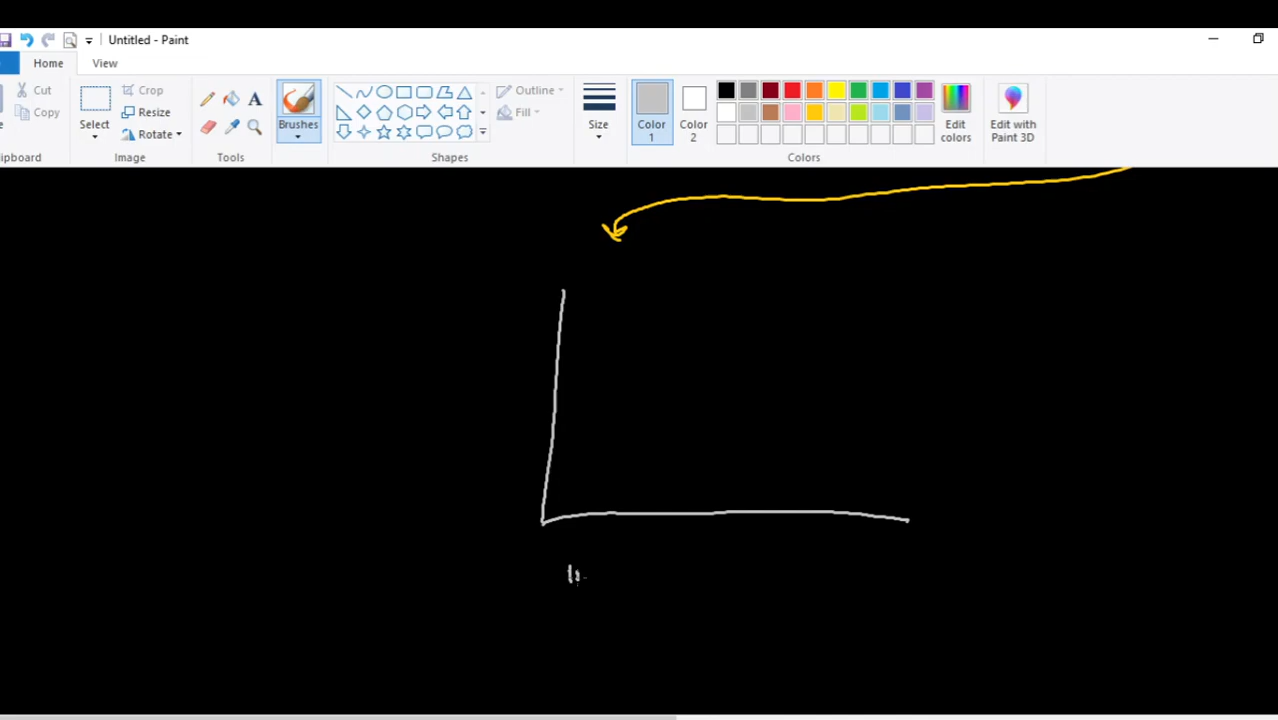 Untitled - Paint
Home View
Cut
Copy
lipboard
Select
Crop
Resize
Rotate
Image
Tools
Brushes
Outline
Fill
Shapes
Size
Color 1
Color 2
Colors
Edit colors
Edit with Paint 3D